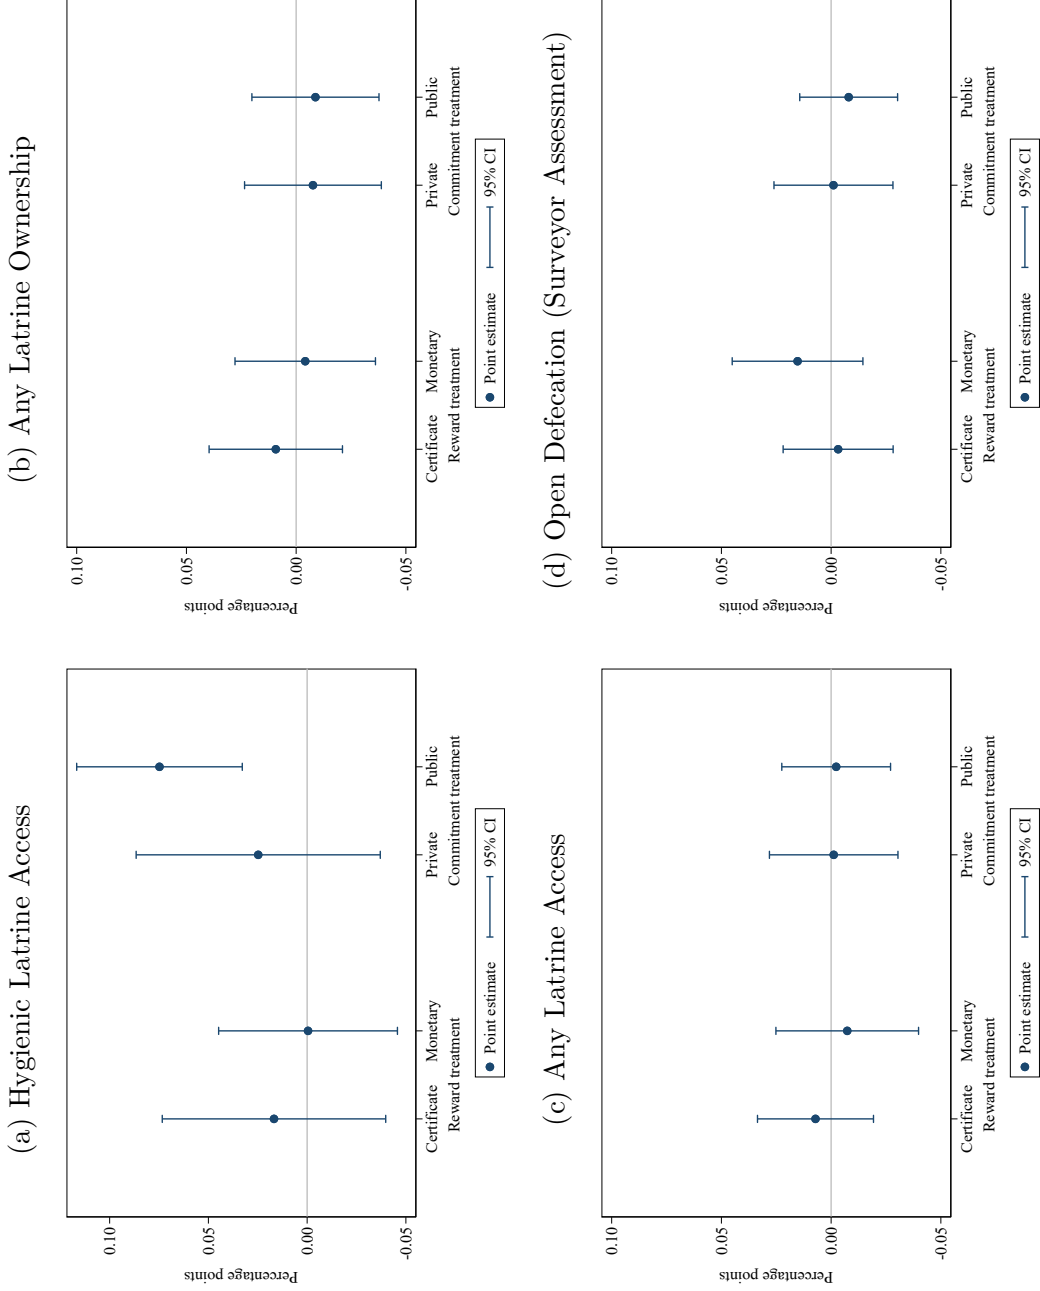 (a) Hygienic Latrine Access
Percentage points
0.10
0.05
0.00
-0.05
Certificate Monetary Private Public
Reward treatment Commitment treatment
Point estimate 95% CI
(b) Any Latrine Ownership
Percentage points
0.10
0.05
0.00
-0.05
Certificate Monetary Private Public
Reward treatment Commitment treatment
Point estimate 95% CI
(c) Any Latrine Access
Percentage points
0.10
0.05
0.00
-0.05
Certificate Monetary Private Public
Reward treatment Commitment treatment
Point estimate 95% CI
(d) Open Defecation (Surveyor Assessment)
Percentage points
0.10
0.05
0.00
-0.05
Certificate Monetary Private Public
Reward treatment Commitment treatment
Point estimate 95% CI